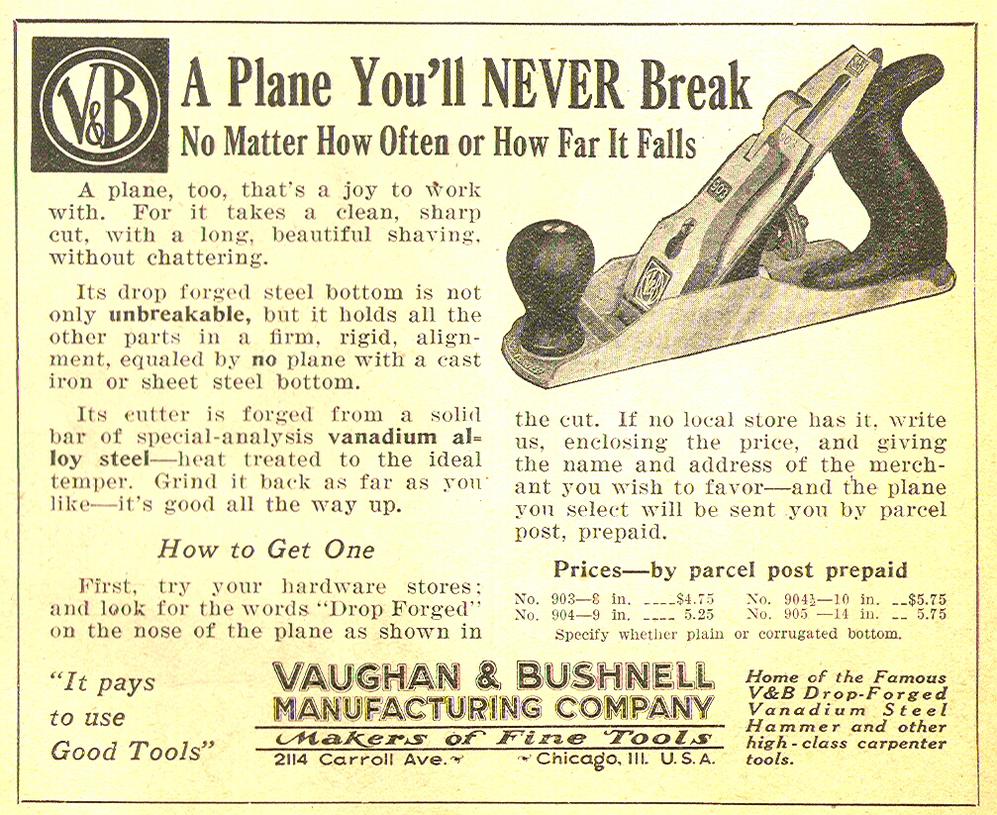 V&B
A Plane You'll NEVER Break
No Matter How Often or How Far It Falls
A plane, too, that's a joy to work
with. For it takes a clean, sharp
cut, with a long, beautiful shaving,
without chattering.
Its drop forged steel bottom is not
only unbreakable, but it holds all the
other parts in a firm, rigid, align-
ment, equaled by no plane with a cast
iron or sheet steel bottom.
Its cutter is forged from a solid
bar of special-analysis vanadium al-
loy steel—heat treated to the ideal
temper. Grind it back as far as you
like—it's good all the way up.
How to Get One
First, try your hardware stores;
and look for the words "Drop Forged"
on the nose of the plane as shown in
V&B
905
V&B
the cut. If no local store has it, write
us, enclosing the price, and giving
the name and address of the merch-
ant you wish to favor—and the plane
you select will be sent you by parcel
post, prepaid.
Prices—by parcel post prepaid
No. 903—8 in. ----$4.75 No. 904½—10 in. --$5.75
No. 904—9 in. ---- 5.25 No. 905 —14 in. -- 5.75
Specify whether plain or corrugated bottom.
"It pays
to use
Good Tools"
VAUGHAN & BUSHNELL
MANUFACTURING COMPANY
Makers of Fine Tools
2114 Carroll Ave. Chicago, Ill. U.S.A.
Home of the Famous
V&B Drop-Forged
Vanadium Steel
Hammer and other
high-class carpenter
tools.